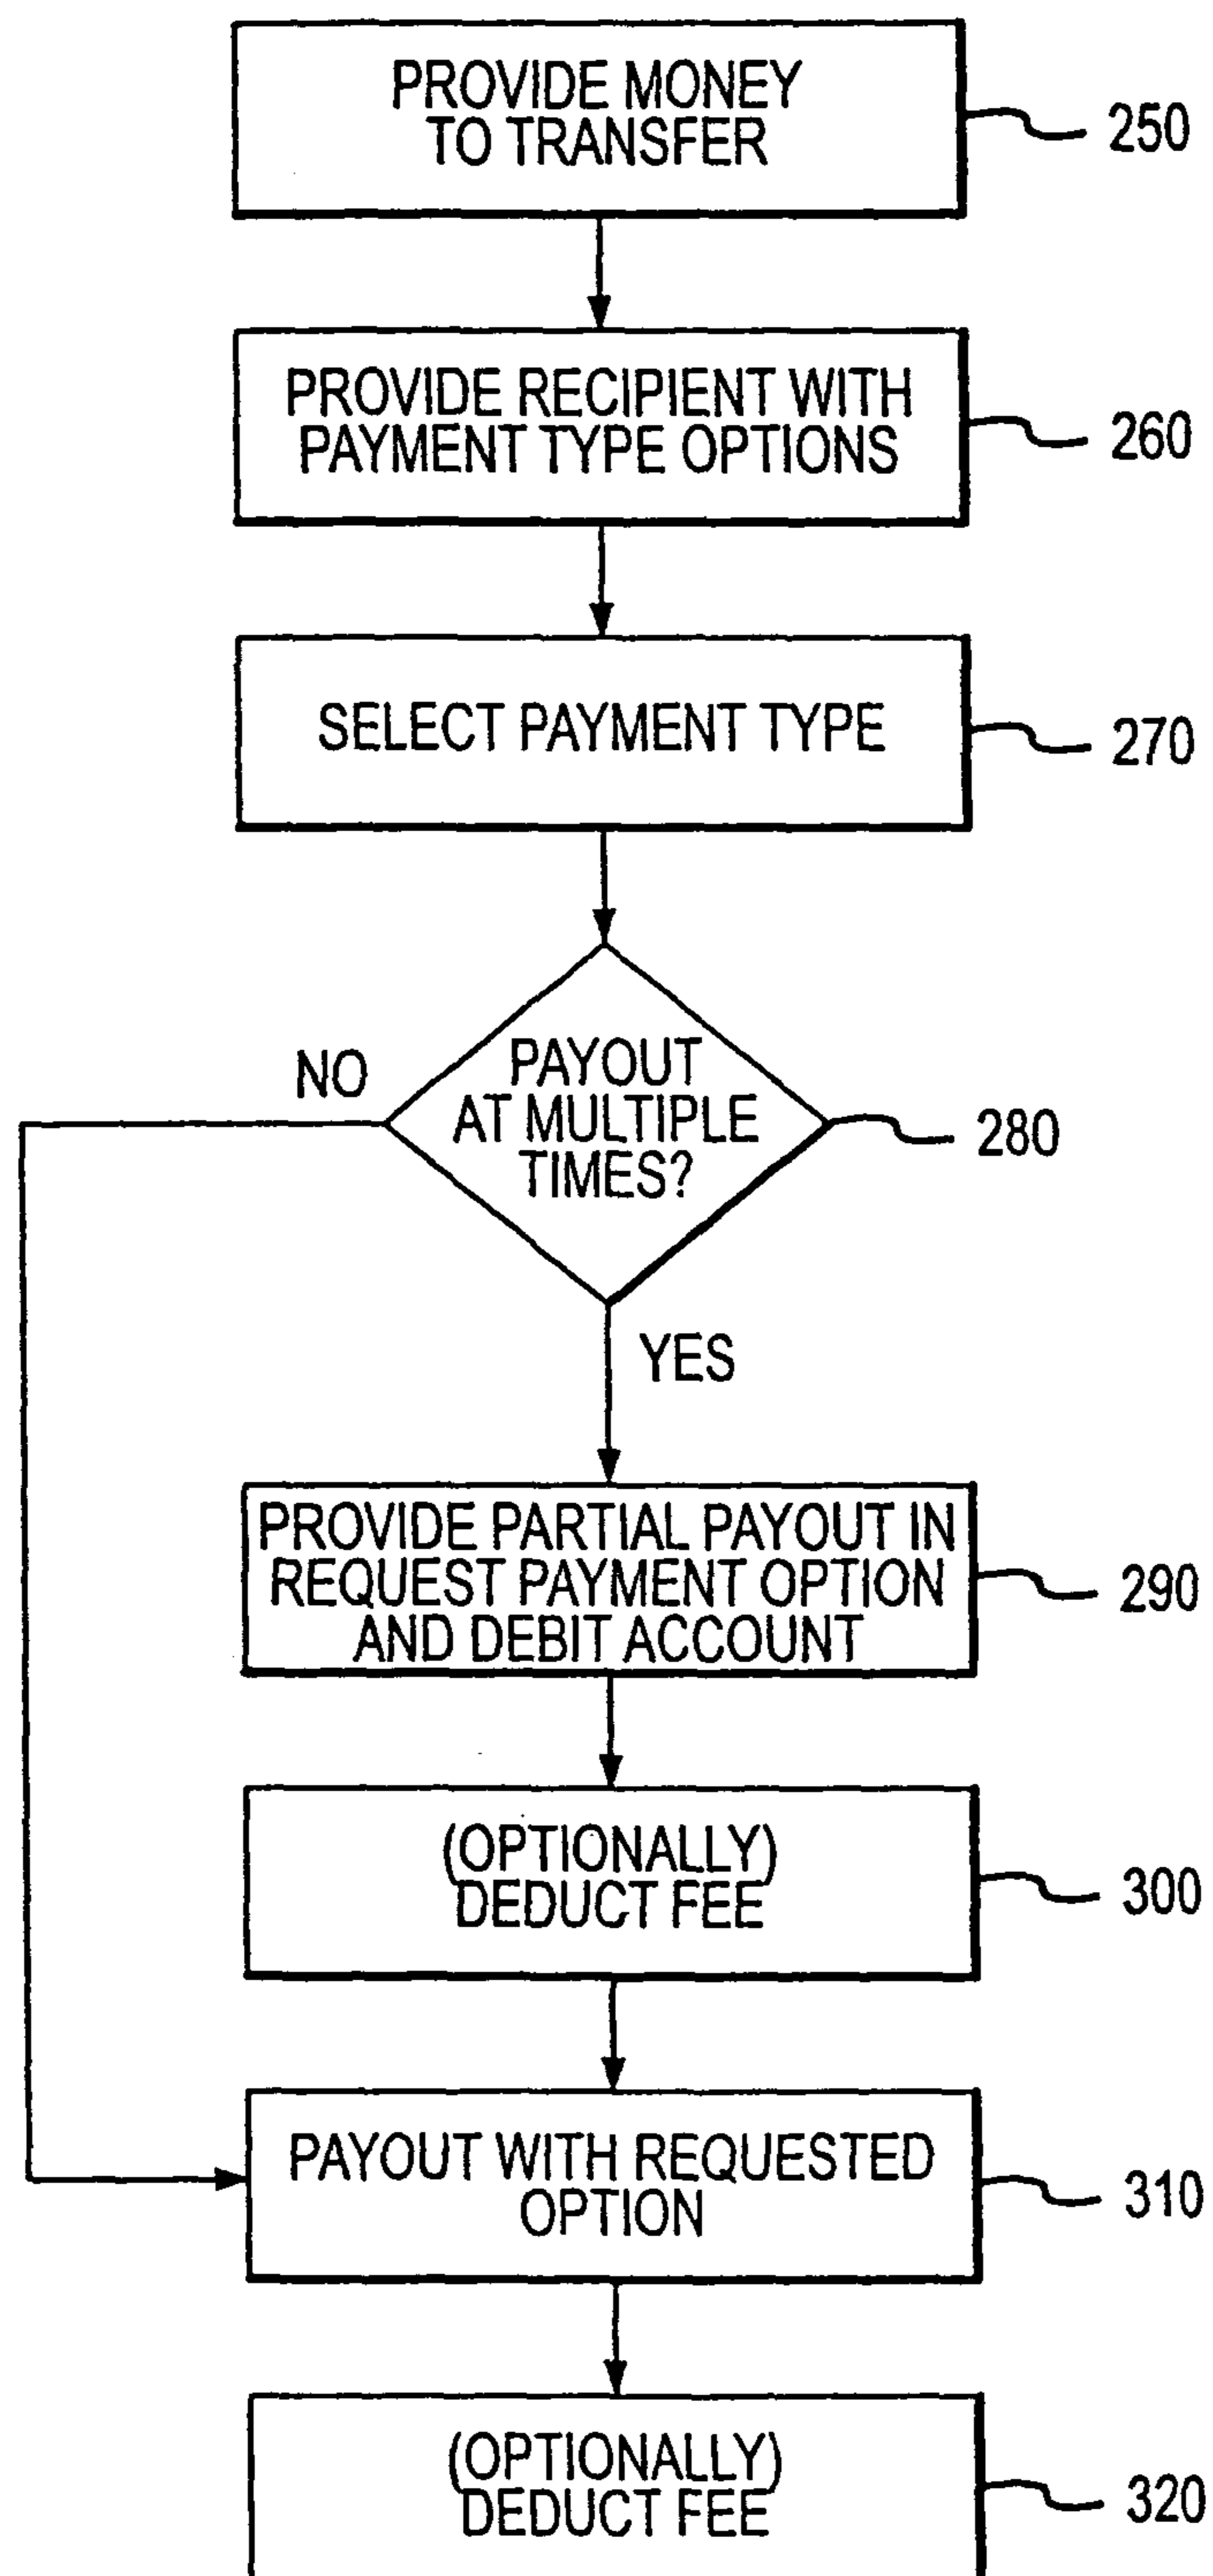 PROVIDE MONEY
TO TRANSFER
250
PROVIDE RECIPIENT WITH
PAYMENT TYPE OPTIONS
260
SELECT PAYMENT TYPE
270
NO
PAYOUT
AT MULTIPLE
TIMES?
280
YES
PROVIDE PARTIAL PAYOUT IN
REQUEST PAYMENT OPTION
AND DEBIT ACCOUNT
290
(OPTIONALLY)
DEDUCT FEE
300
PAYOUT WITH REQUESTED
OPTION
310
(OPTIONALLY)
DEDUCT FEE
320